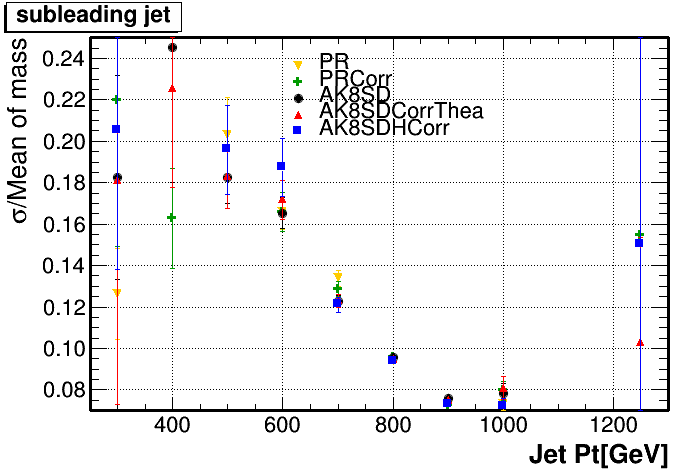 subleading jet
σ/Mean of mass
0.24
0.22
0.20
0.18
0.16
0.14
0.12
0.10
0.08
PR
PRCorr
AK8SD
AK8SDCorrThea
AK8SDHCorr
400 600 800 1000 1200
Jet Pt[GeV]